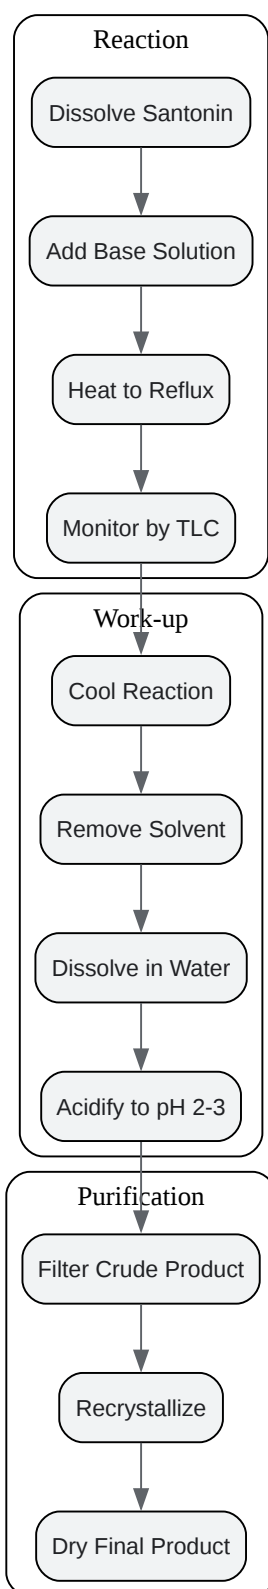 Reaction
Dissolve Santonin
Add Base Solution
Heat to Reflux
Monitor by TLC
Work-up
Cool Reaction
Remove Solvent
Dissolve in Water
Acidify to pH 2-3
Purification
Filter Crude Product
Recrystallize
Dry Final Product